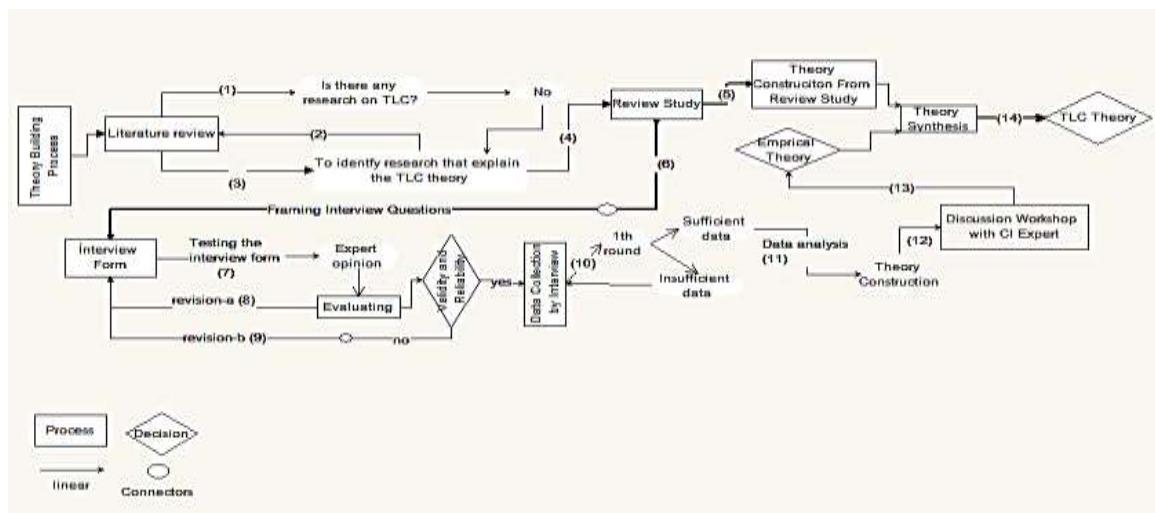 Theory Building
Process
Literature review
(1)
Is there any
research on TLC?
No
(2)
(3)
To identfy research that explain
the TLC theory
(4)
Review Study
(5)
Theory
Construciton From
Review Study
Theory
Synthesis
(14)
TLC Theory
Emprical
Theory
(6)
(13)
Framing Interview Questions
Interview
Form
Testing the
interview form
(7)
Expert
opinion
Evaluating
revision-a (8)
revision-b (9)
no
Validity and
Reliability
yes
Data Collection
by Interview
(10)
1th
round
Sufficient
data
Insufficient
data
Data analysis
(11)
Theory
Construction
(12)
Discussion Workshop
with CI Expert
Process
Decision
linear
Connectors